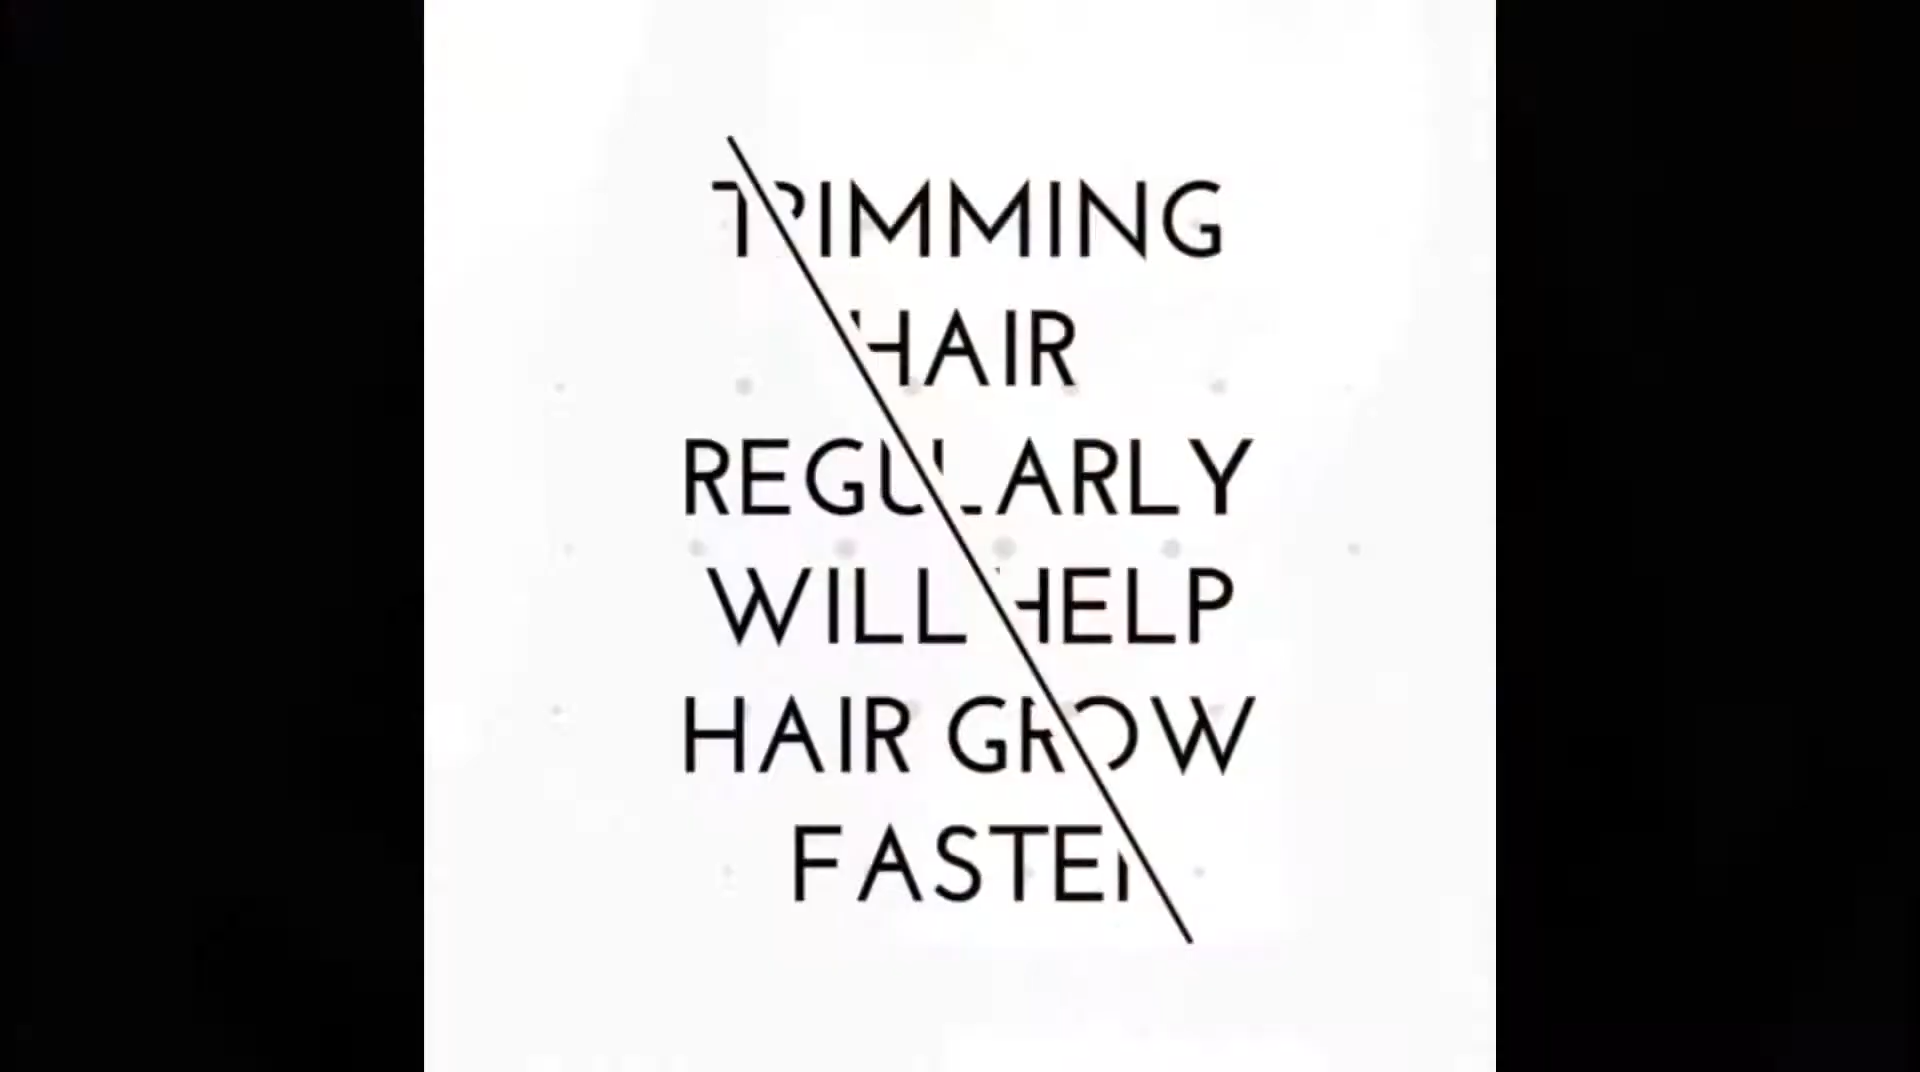 TRIMMING
HAIR
REGULARLY
WILL HELP
HAIR GROW
FASTER